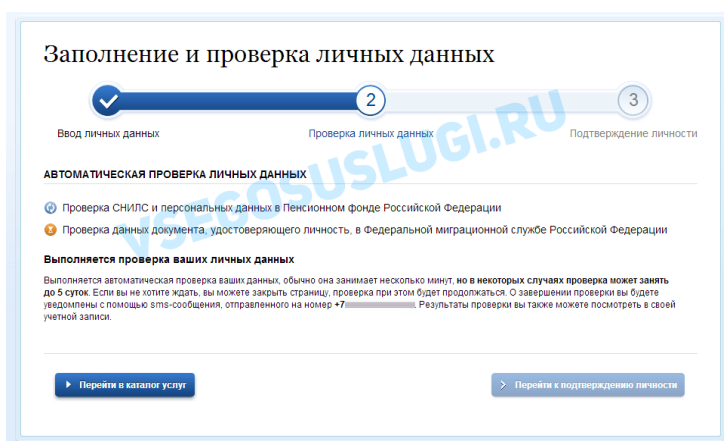 Заполнение и проверка личных данных
2
3
Ввод личных данных
Проверка личных данных
Подтверждение личности
VSEGOSUSLUGI.RU
АВТОМАТИЧЕСКАЯ ПРОВЕРКА ЛИЧНЫХ ДАННЫХ
Проверка СНИЛС и персональных данных в Пенсионном фонде Российской Федерации
Проверка данных документа, удостоверяющего личность, в Федеральной миграционной службе Российской Федерации
Выполняется проверка ваших личных данных
Выполняется автоматическая проверка ваших данных, обычно она занимает несколько минут, но в некоторых случаях проверка может занять
до 5 суток. Если вы не хотите ждать, вы можете закрыть страницу, проверка при этом будет продолжаться. О завершении проверки вы будете
уведомлены с помощью sms-сообщения, отправленного на номер +7 . Результаты проверки вы также можете посмотреть в своей
учетной записи.
Перейти в каталог услуг
Перейти к подтверждению личности